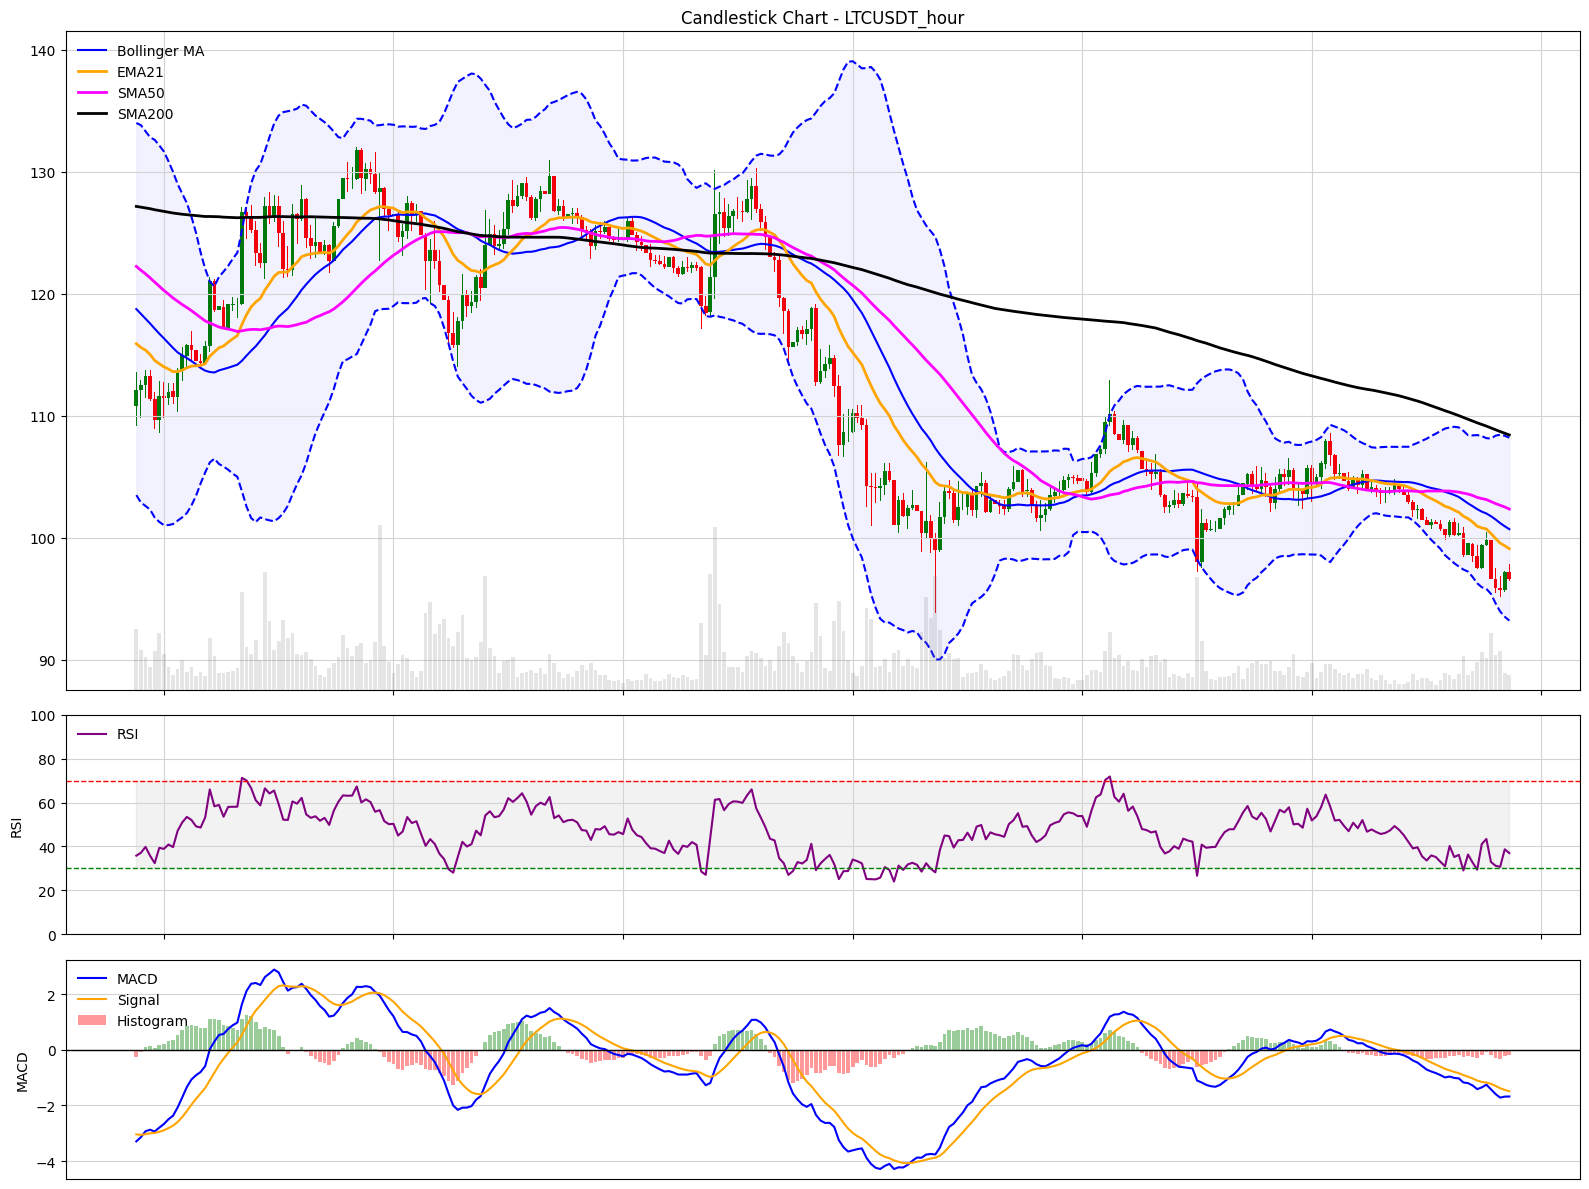 Candlestick Chart - LTCUSDT_hour
140
130
120
110
100
90
Bollinger MA
EMA21
SMA50
SMA200
100
80
60
40
20
0
RSI
RSI
2
0
−2
−4
MACD
MACD
Signal
Histogram